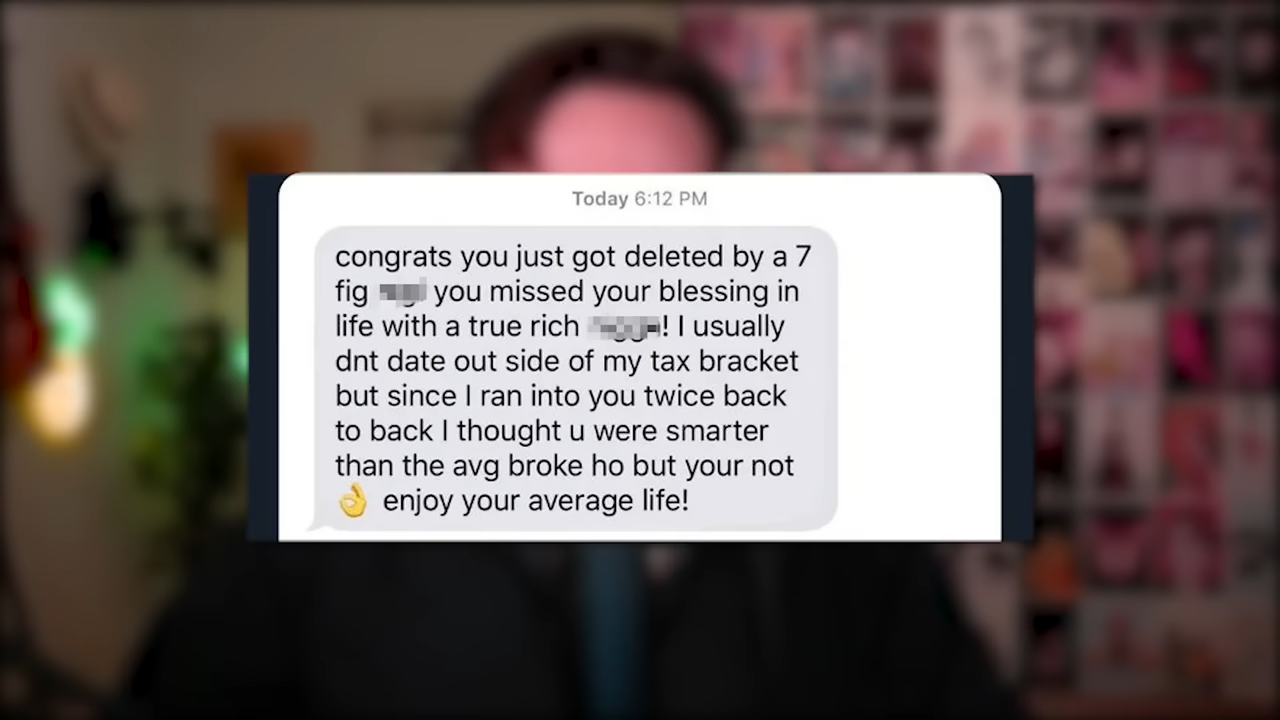 Today 6:12 PM
congrats you just got deleted by a 7
fig you missed your blessing in
life with a true rich ! I usually
dnt date out side of my tax bracket
but since I ran into you twice back
to back I thought u were smarter
than the avg broke ho but your not
👌 enjoy your average life!